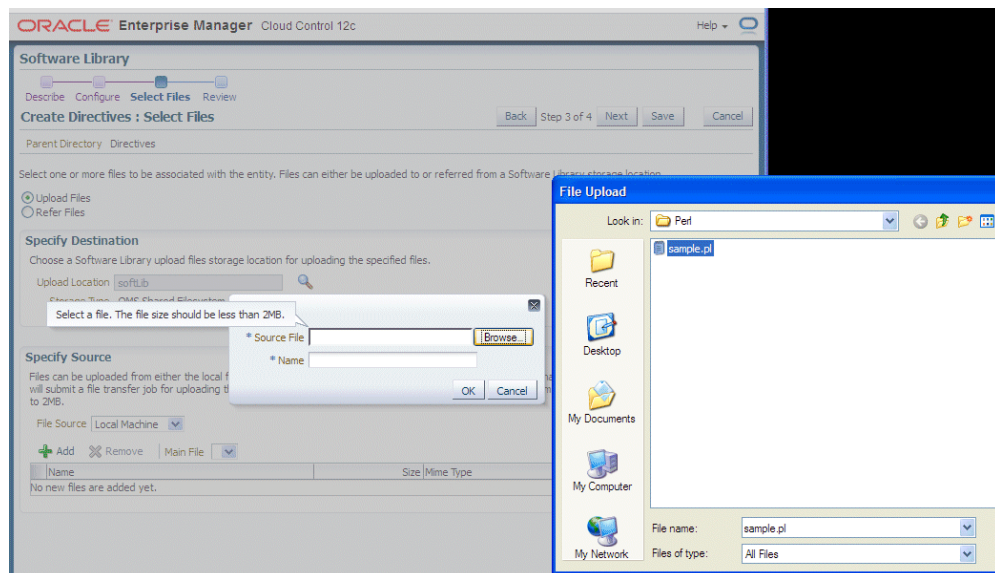 ORACLE Enterprise Manager Cloud Control 12c
Help
Software Library
Describe Configure Select Files Review
Create Directives : Select Files
Back Step 3 of 4 Next Save Cancel
Parent Directory Directives
Select one or more files to be associated with the entity. Files can either be uploaded to or referred from a Software Library storage location.
Upload Files
Refer Files
Specify Destination
Choose a Software Library upload files storage location for uploading the specified files.
Upload Location softLib
Storage Type OMS Shared Filesystem
Select a file. The file size should be less than 2MB.
* Source File Browse...
* Name
OK Cancel
Specify Source
Files can be uploaded from either the local
will submit a file transfer job for uploading
to 2MB.
File Source Local Machine
Add Remove Main File
Name Size Mime Type
No new files are added yet.
File Upload
Look in: Perl
sample.pl
Recent
Desktop
My Documents
My Computer
My Network
File name: sample.pl
Files of type: All Files